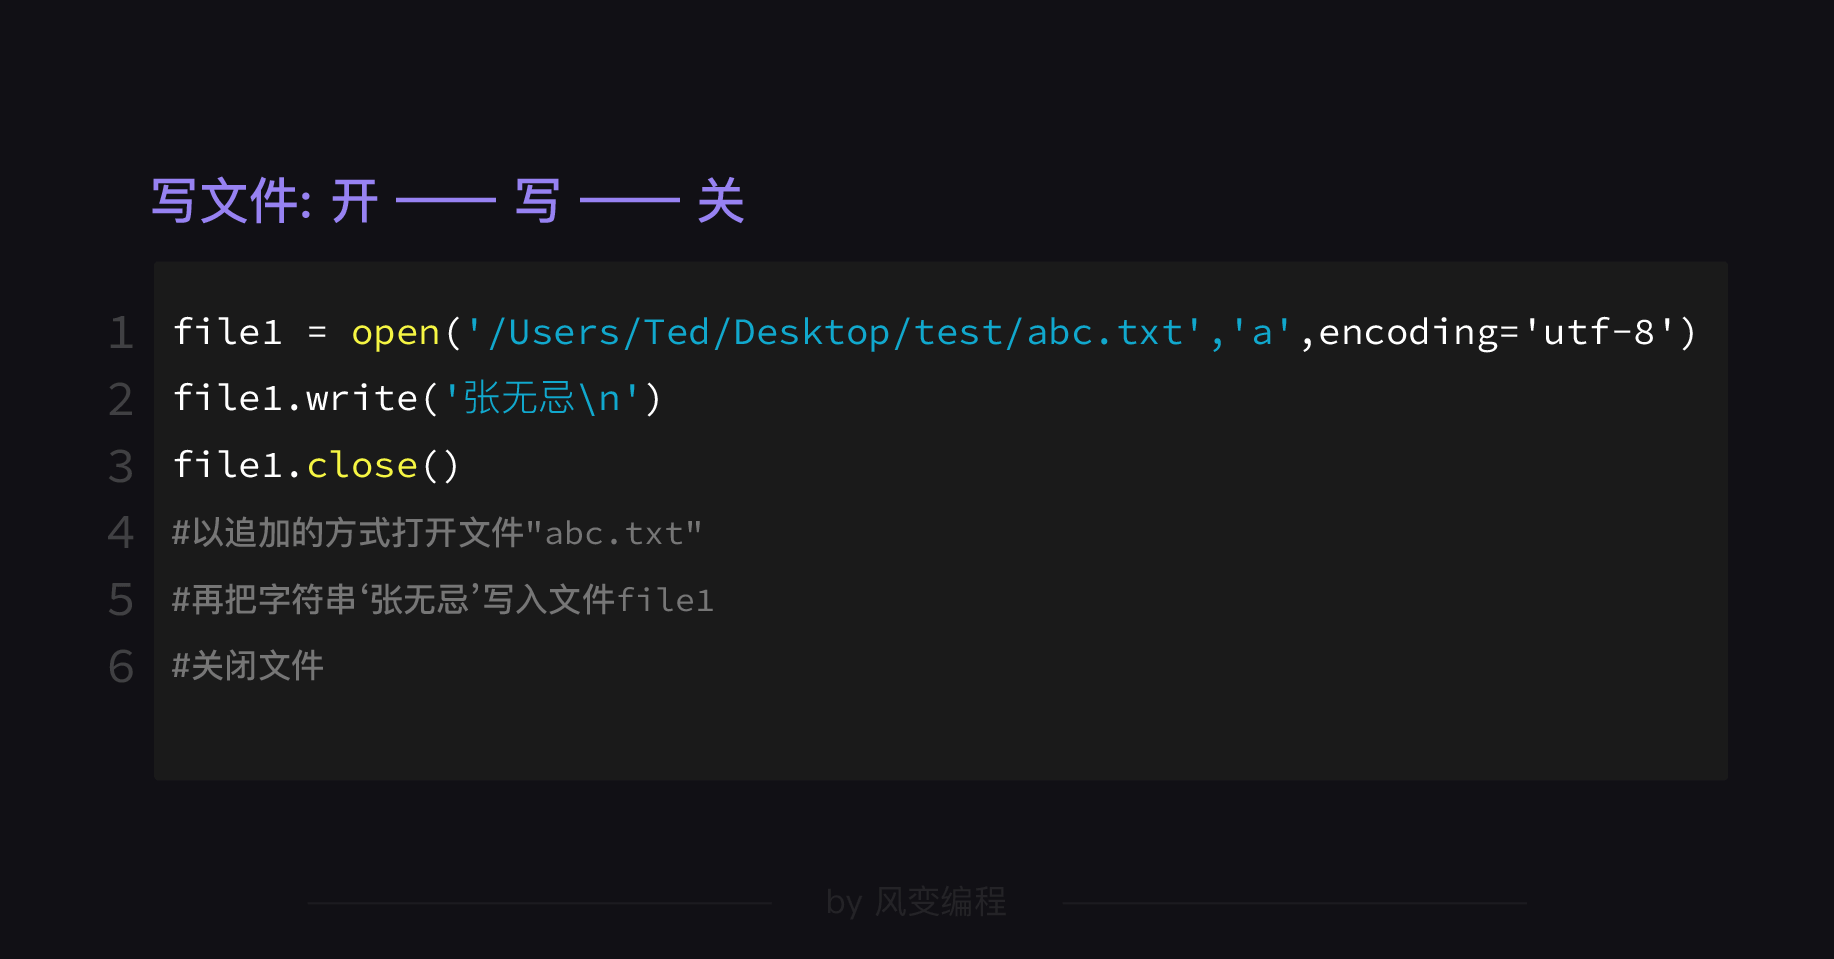 写文件: 开 —— 写 —— 关
1 file1 = open('/Users/Ted/Desktop/test/abc.txt','a',encoding='utf-8')
2 file1.write('张无忌\n')
3 file1.close()
4 #以追加的方式打开文件"abc.txt"
5 #再把字符串‘张无忌’写入文件file1
6 #关闭文件
by 风变编程